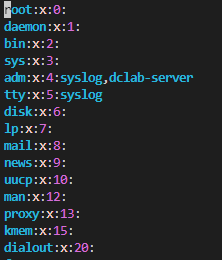 root:x:0:
daemon:x:1:
bin:x:2:
sys:x:3:
adm:x:4:syslog,dclab-server
tty:x:5:syslog
disk:x:6:
lp:x:7:
mail:x:8:
news:x:9:
uucp:x:10:
man:x:12:
proxy:x:13:
kmem:x:15:
dialout:x:20: